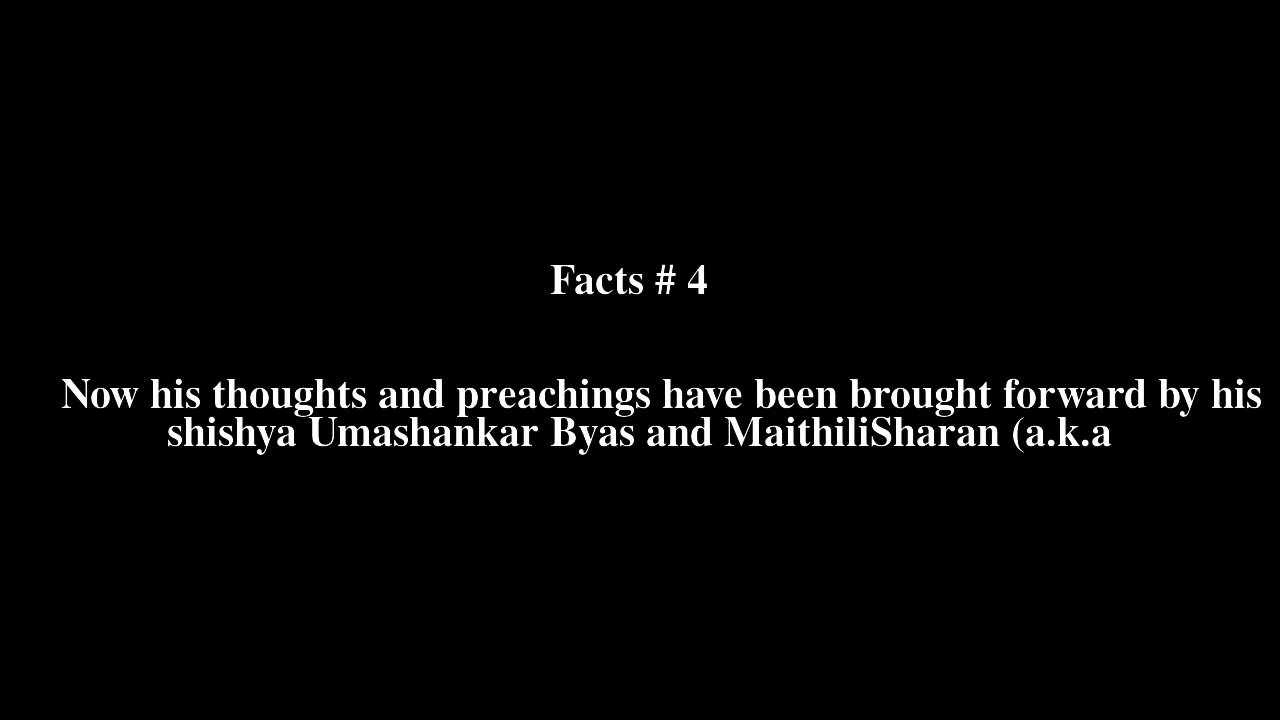 Facts # 4
Now his thoughts and preachings have been brought forward by his
shishya Umashankar Byas and MaithiliSharan (a.k.a